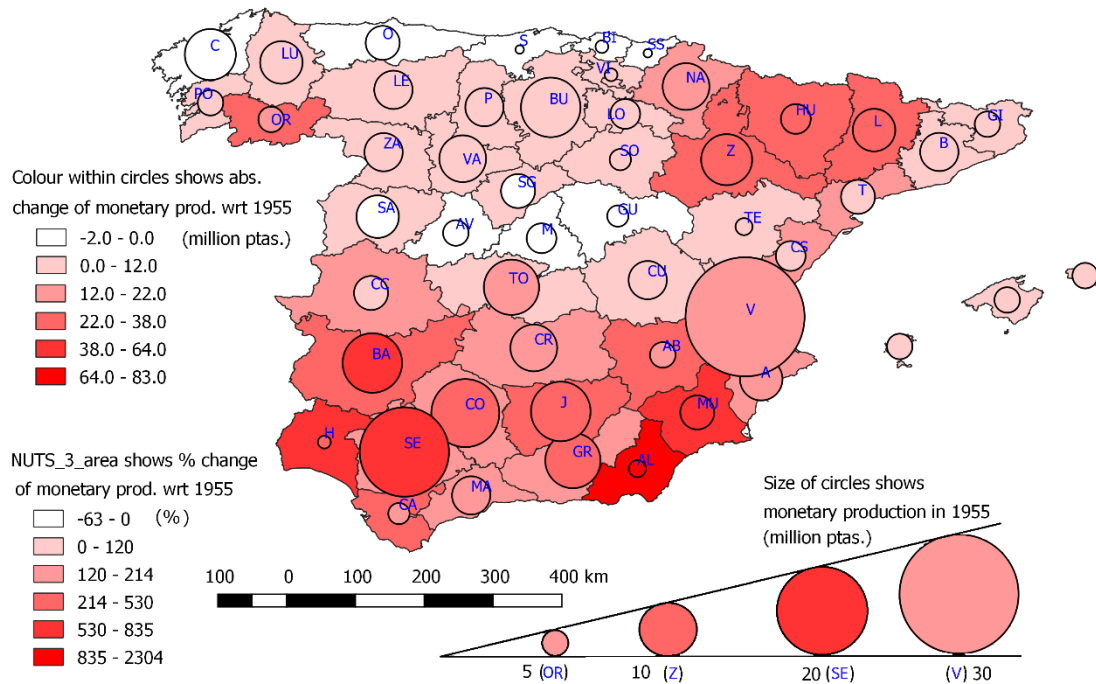 C
LU
O
S
BI
SS
VI
NA
PO
OR
LE
P
BU
LO
HU
L
GI
B
ZA
VA
SO
Z
T
SG
SA
AV
M
GU
TE
CS
CC
TO
CU
V
BA
CR
AB
A
H
SE
CO
J
MU
GR
AL
CA
MA
Colour within circles shows abs.
change of monetary prod. wrt 1955
(million ptas.)
-2.0 - 0.0
0.0 - 12.0
12.0 - 22.0
22.0 - 38.0
38.0 - 64.0
64.0 - 83.0
NUTS_3_area shows % change
of monetary prod. wrt 1955
(%)
-63 - 0
0 - 120
120 - 214
214 - 530
530 - 835
835 - 2304
100 0 100 200 300 400 km
Size of circles shows
monetary production in 1955
(million ptas.)
5 (OR) 10 (Z) 20 (SE) (V) 30